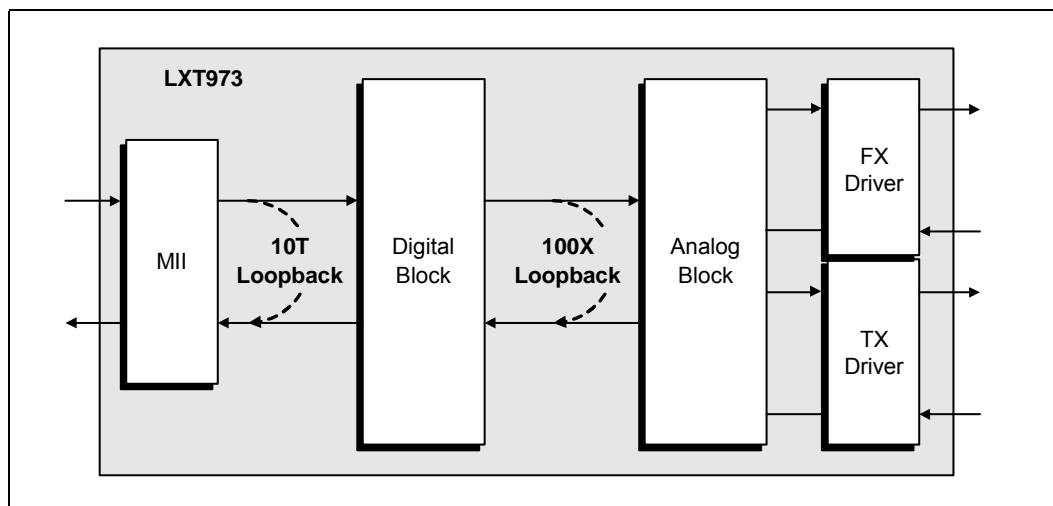 LXT973
MII
10T
Loopback
Digital
Block
100X
Loopback
Analog
Block
FX
Driver
TX
Driver